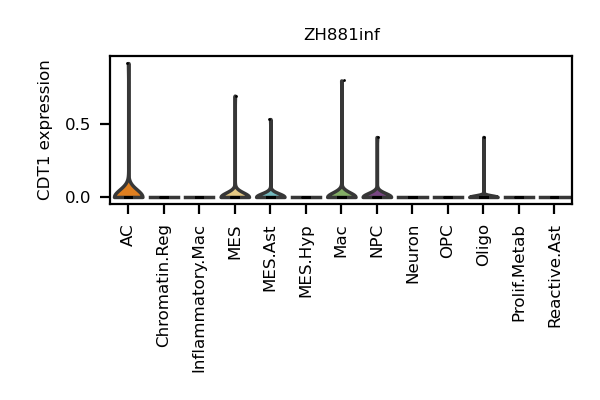 ZH881inf
CDT1 expression
0.5
0.0
AC
Chromatin.Reg
Inflammatory.Mac
MES
MES.Ast
MES.Hyp
Mac
NPC
Neuron
OPC
Oligo
Prolif.Metab
Reactive.Ast